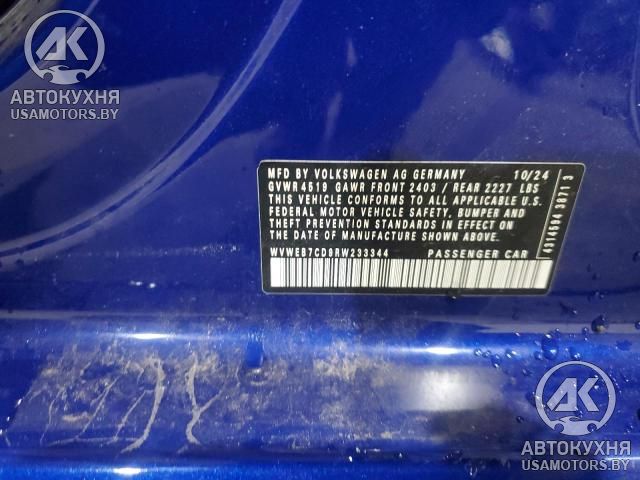 АК
АВТОКУХНЯ
USAMOTORS.BY
MFD BY VOLKSWAGEN AG GERMANY 10/24
GVWR 4519 GAWR FRONT 2403 / REAR 2227 LBS
THIS VEHICLE CONFORMS TO ALL APPLICABLE U.S.
FEDERAL MOTOR VEHICLE SAFETY, BUMPER AND
THEFT PREVENTION STANDARDS IN EFFECT ON THE
DATE OF MANUFACTURE SHOWN ABOVE.
WVWEB7CD8RW233344 PASSENGER CAR
АК
АВТОКУХНЯ
USAMOTORS.BY